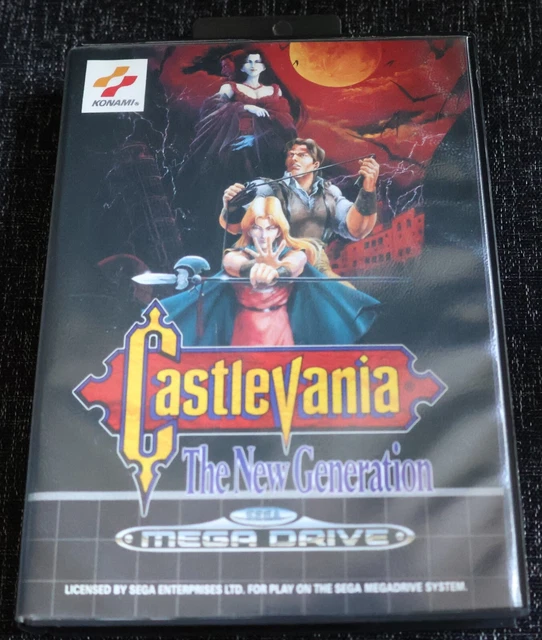 KONAMI®
Castlevania
The New Generation
SEGA
MEGA DRIVE
LICENSED BY SEGA ENTERPRISES LTD. FOR PLAY ON THE SEGA MEGADRIVE SYSTEM.